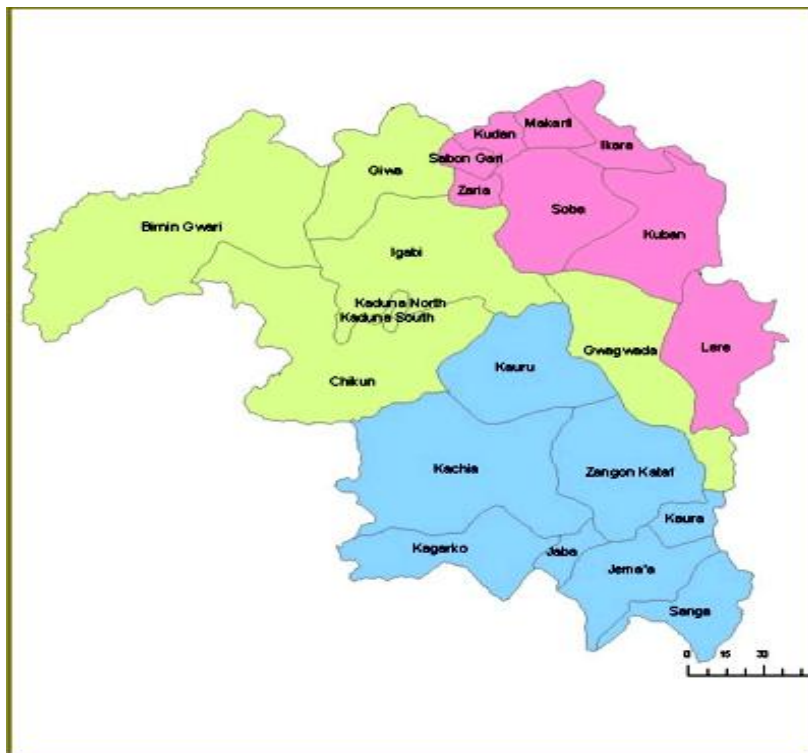 Makarfi
Kudan
Ikara
Sabon Gari
Giwa
Zaria
Soba
Birnin Gwari
Kuban
Igabi
Kaduna North
Kaduna South
Gwagwada
Lere
Kauru
Chikun
Kachia
Zangon Kataf
Kaura
Kagarko
Jaba
Jema'a
Sanga
0 15 30